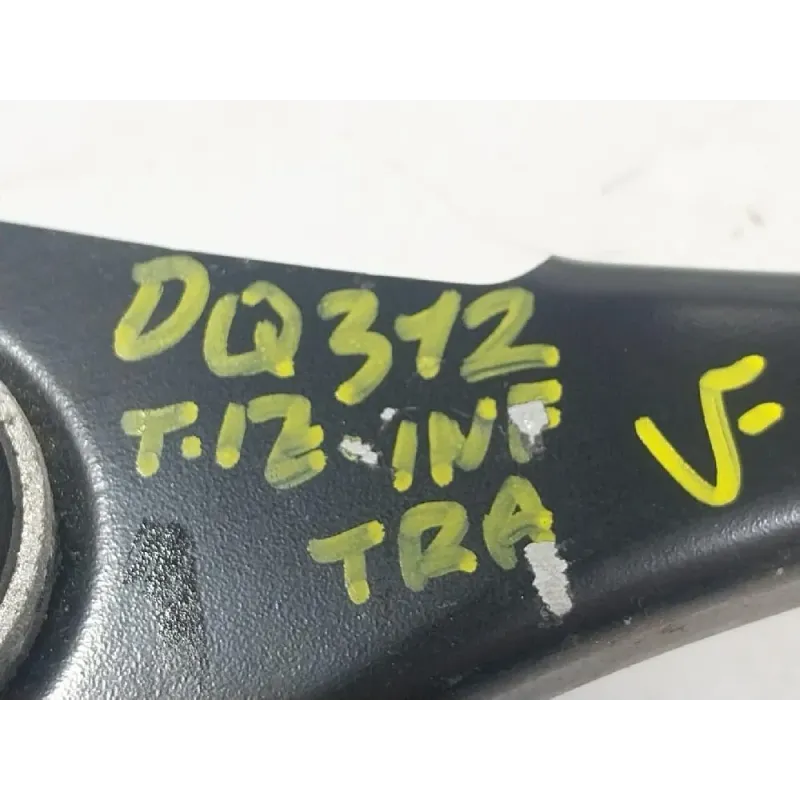 DQ312
T.IZ INF
TRA
V-